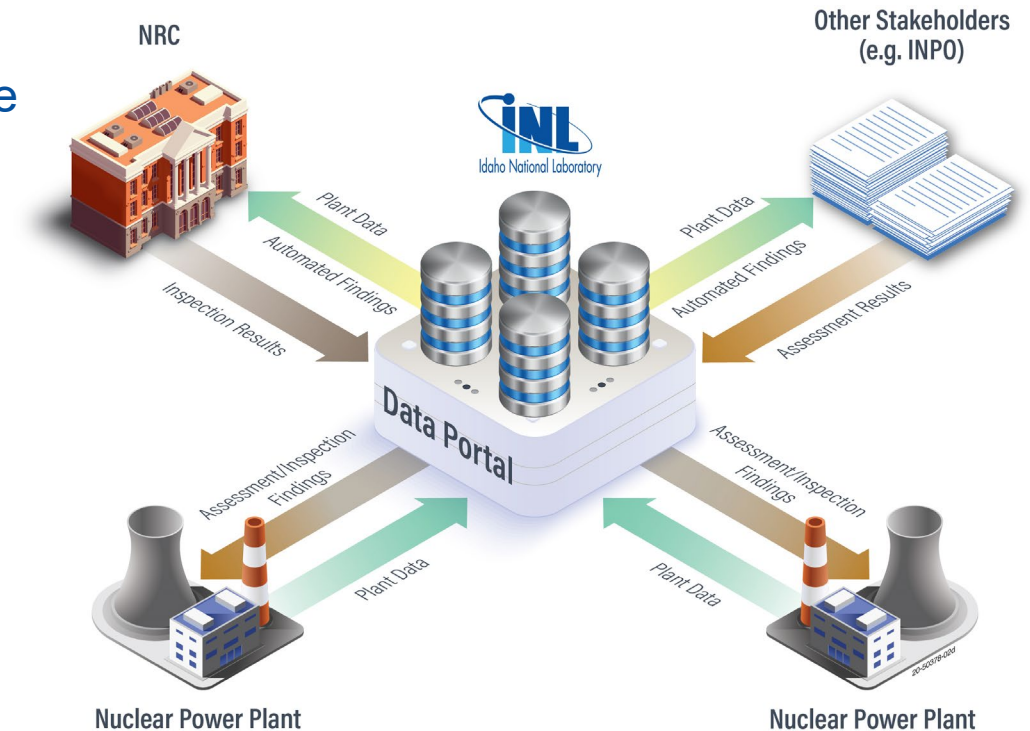 NRC
Other Stakeholders
(e.g. INPO)
e
INL
Idaho National Laboratory
Plant Data
Automated Findings
Inspection Results
Plant Data
Automated Findings
Assessment Results
Data Portal
Assessment/Inspection
Findings
Plant Data
Assessment/Inspection
Findings
Plant Data
20-50378-02d
Nuclear Power Plant
Nuclear Power Plant